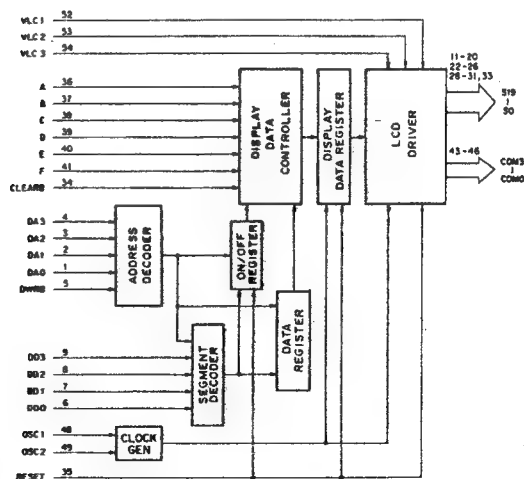 VLC1 52
VLC2 53
VLC3 54
A 36
B 37
C 38
D 39
E 40
F 41
CLEARB 34
DISPLAY DATA CONTROLLER
DISPLAY DATA REGISTER
LCD DRIVER
11-20
22-26
28-31,33
S19
S0
43-46
COM3
COM0
DA3 4
DA2 3
DA1 2
DA0 1
DWRB 5
ADDRESS DECODER
ON/OFF REGISTER
DATA REGISTER
SEGMENT DECODER
DD3 9
DD2 8
DD1 7
DD0 6
OSC1 48
OSC2 49
CLOCK GEN
RESET 35